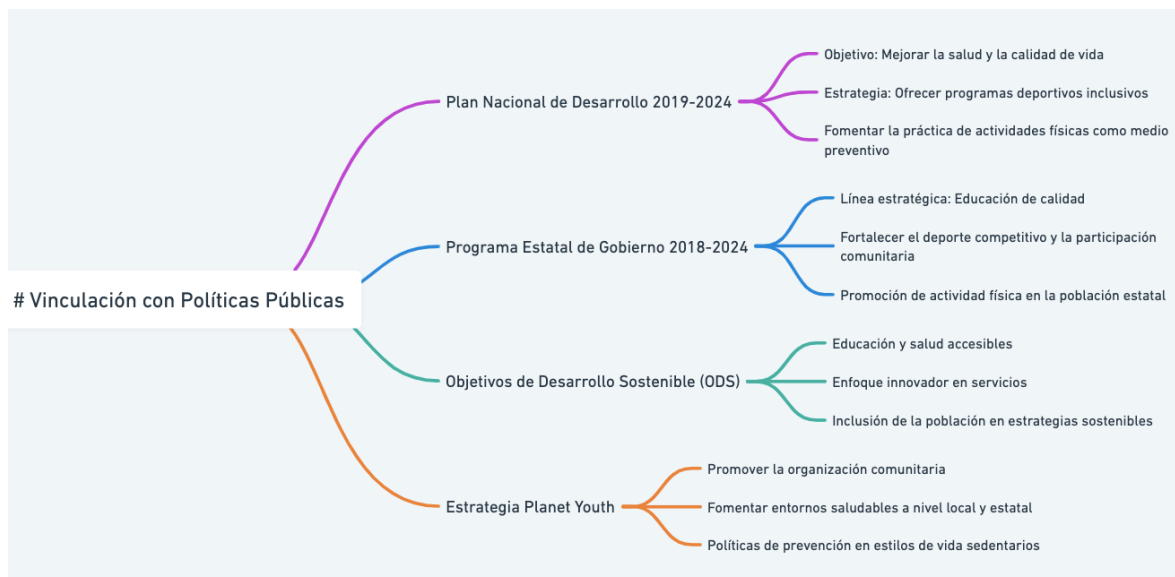 # Vinculación con Políticas Públicas
Plan Nacional de Desarrollo 2019-2024
Objetivo: Mejorar la salud y la calidad de vida
Estrategia: Ofrecer programas deportivos inclusivos
Fomentar la práctica de actividades físicas como medio
preventivo
Programa Estatal de Gobierno 2018-2024
Línea estratégica: Educación de calidad
Fortalecer el deporte competitivo y la participación
comunitaria
Promoción de actividad física en la población estatal
Objetivos de Desarrollo Sostenible (ODS)
Educación y salud accesibles
Enfoque innovador en servicios
Inclusión de la población en estrategias sostenibles
Estrategia Planet Youth
Promover la organización comunitaria
Fomentar entornos saludables a nivel local y estatal
Políticas de prevención en estilos de vida sedentarios